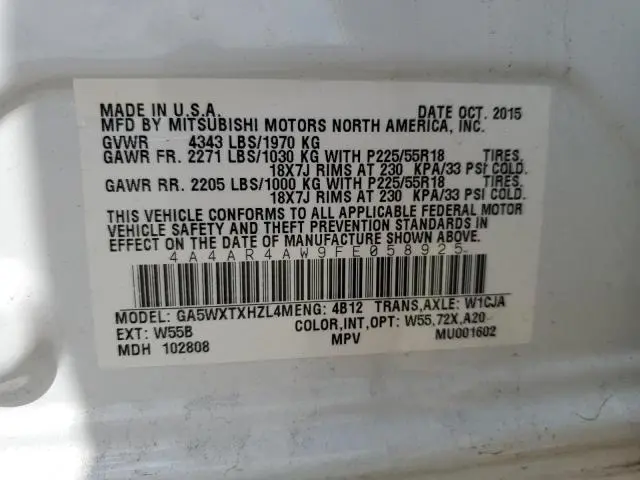 MADE IN U.S.A. DATE OCT. 2015
MFD BY MITSUBISHI MOTORS NORTH AMERICA, INC.
GVWR 4343 LBS/1970 KG
GAWR FR. 2271 LBS/1030 KG WITH P225/55R18 TIRES,
18X7J RIMS AT 230 KPA/33 PSI COLD.
GAWR RR. 2205 LBS/1000 KG WITH P225/55R18 TIRES,
18X7J RIMS AT 230 KPA/33 PSI COLD.
THIS VEHICLE CONFORMS TO ALL APPLICABLE FEDERAL MOTOR
VEHICLE SAFETY AND THEFT PREVENTION STANDARDS IN
EFFECT ON THE DATE OF MANUFACTURE SHOWN ABOVE.
4A4AR4AW9FE058925
MODEL: GA5WXTXHZL4MENG: 4B12 TRANS,AXLE: W1CJA
EXT: W55B COLOR,INT,OPT: W55,72X,A20
MDH 102808 MPV MU001602